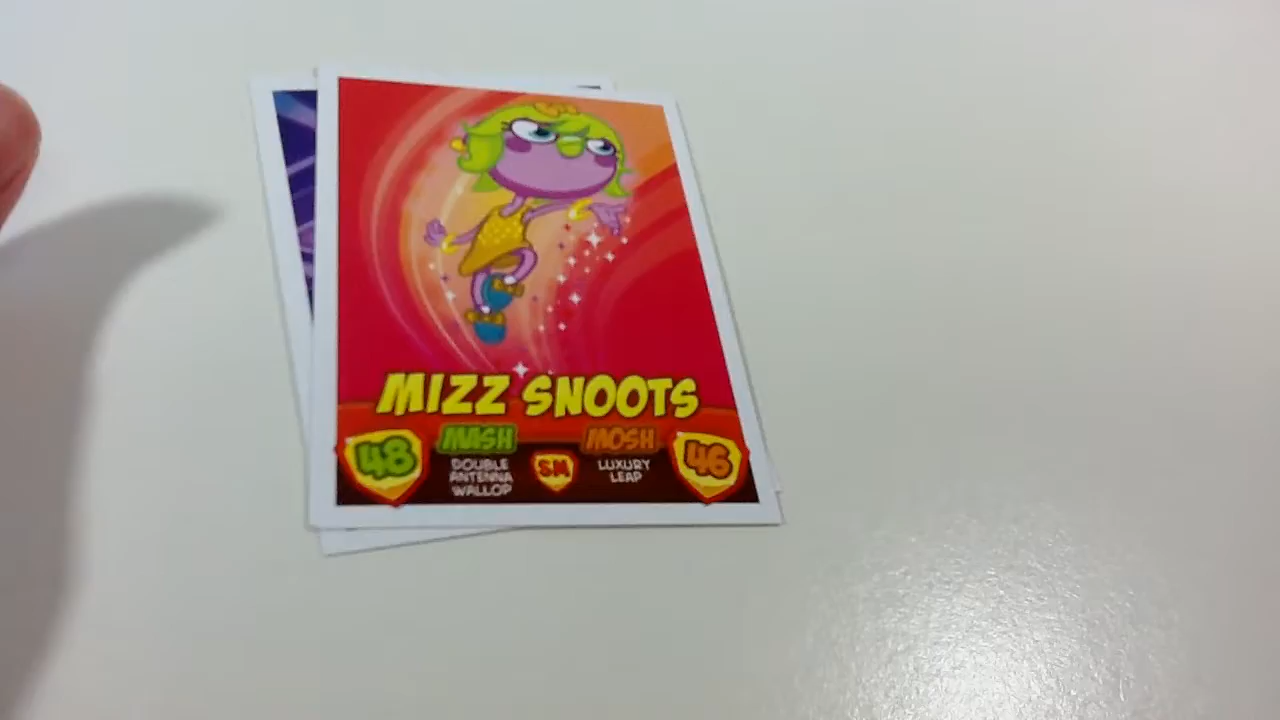 MIZZ SNOOTS
48
MASH
DOUBLE
ANTENNA
WALLOP
SM
MOSH
LUXURY
LEAP
46